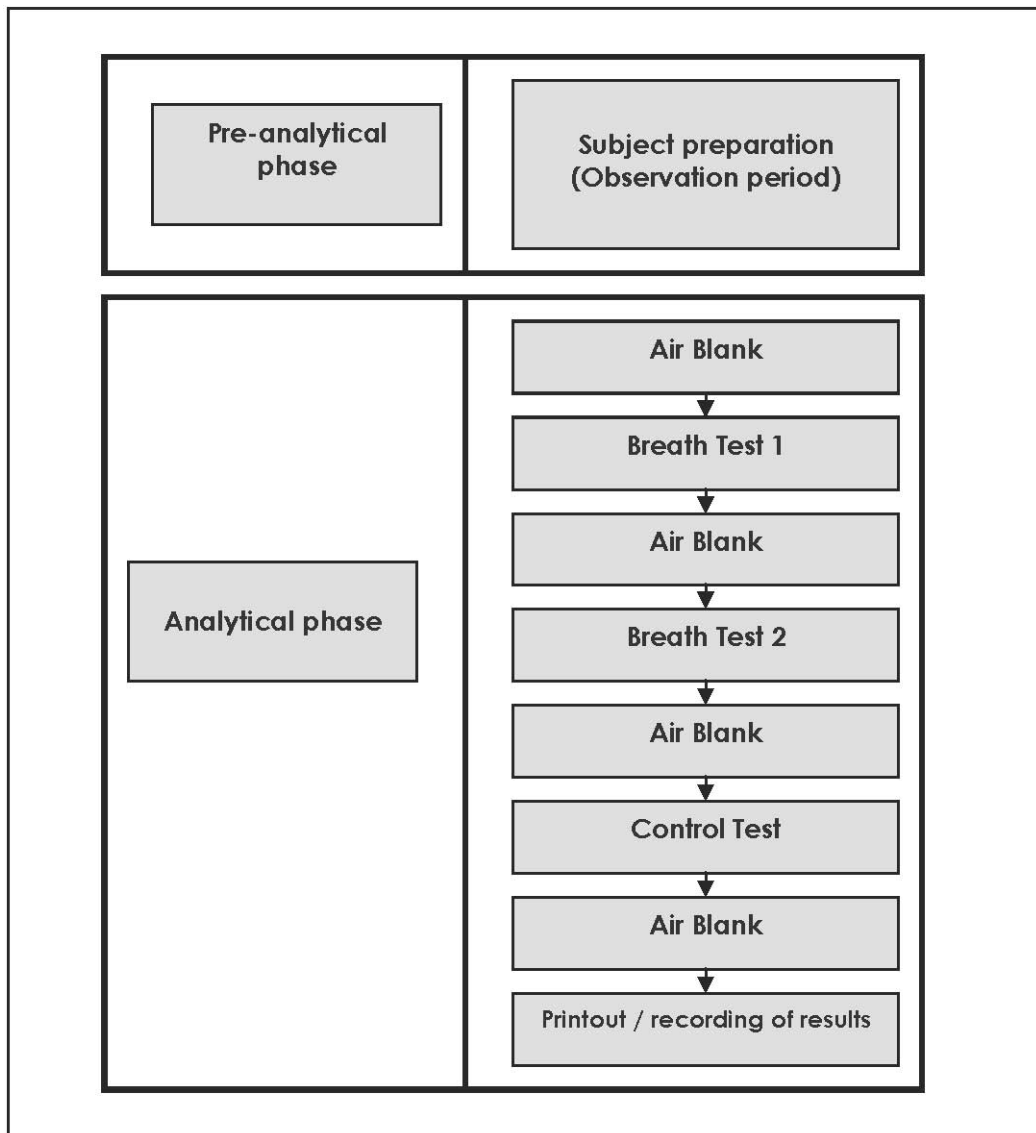 Pre-analytical
phase
Subject preparation
(Observation period)
Analytical phase
Air Blank
Breath Test 1
Air Blank
Breath Test 2
Air Blank
Control Test
Air Blank
Printout / recording of results